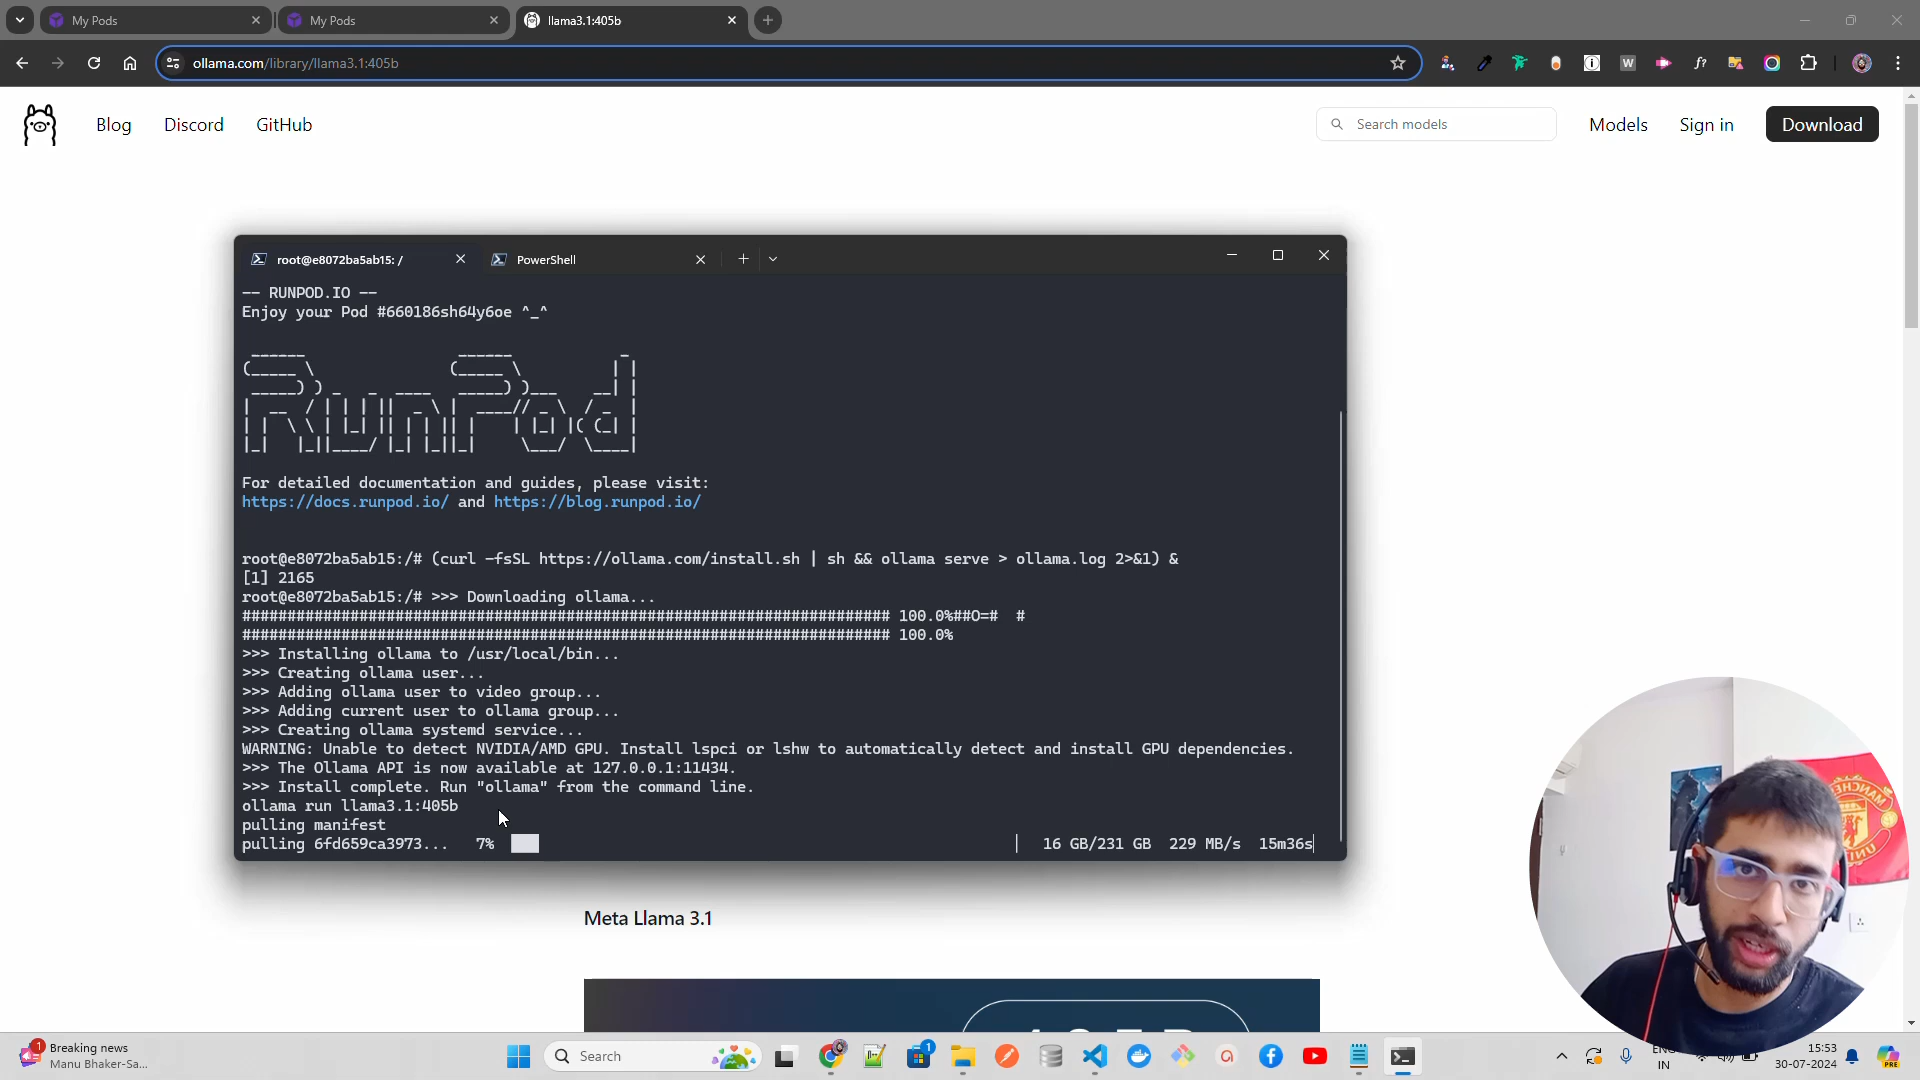 My Pods
My Pods
llama3.1:405b
ollama.com/library/llama3.1:405b
Blog
Discord
GitHub
Search models
Models
Sign in
Download
root@e8072ba5ab15: /
PowerShell
-- RUNPOD.IO --
Enjoy your Pod #660186sh64y6oe ^_^
RunPod
For detailed documentation and guides, please visit:
https://docs.runpod.io/ and https://blog.runpod.io/
root@e8072ba5ab15:/# (curl -fsSL https://ollama.com/install.sh | sh && ollama serve > ollama.log 2>&1) &
[1] 2165
root@e8072ba5ab15:/# >>> Downloading ollama...
######################################################################## 100.0%##O=#  #
######################################################################## 100.0%
>>> Installing ollama to /usr/local/bin...
>>> Creating ollama user...
>>> Adding ollama user to video group...
>>> Adding current user to ollama group...
>>> Creating ollama systemd service...
WARNING: Unable to detect NVIDIA/AMD GPU. Install lspci or lshw to automatically detect and install GPU dependencies.
>>> The Ollama API is now available at 127.0.0.1:11434.
>>> Install complete. Run "ollama" from the command line.
ollama run llama3.1:405b
pulling manifest
pulling 6fd659ca3973... 7% | 16 GB/231 GB 229 MB/s 15m36s
Meta Llama 3.1
Breaking news
Manu Bhaker-Sa...
Search
ENG
IN
15:53
30-07-2024